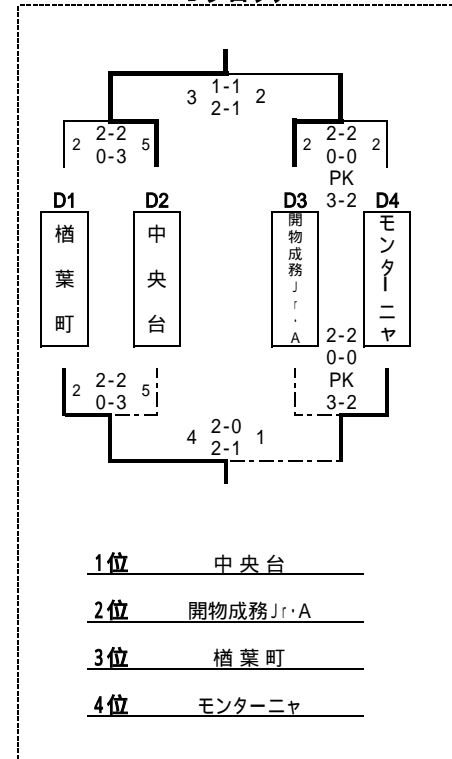 3 1-1 2
2-1
2 2-2 5
0-3
2 2-2 2
0-0
PK
3-2
D1 D2 D3 D4
楢葉町
中央台
開物成務Jr・A
モンターニャ
2-2
0-0
PK
3-2
2 2-2 5
0-3
4 2-0 1
2-1
1位 中央台
2位 開物成務Jr・A
3位 楢葉町
4位 モンターニャ